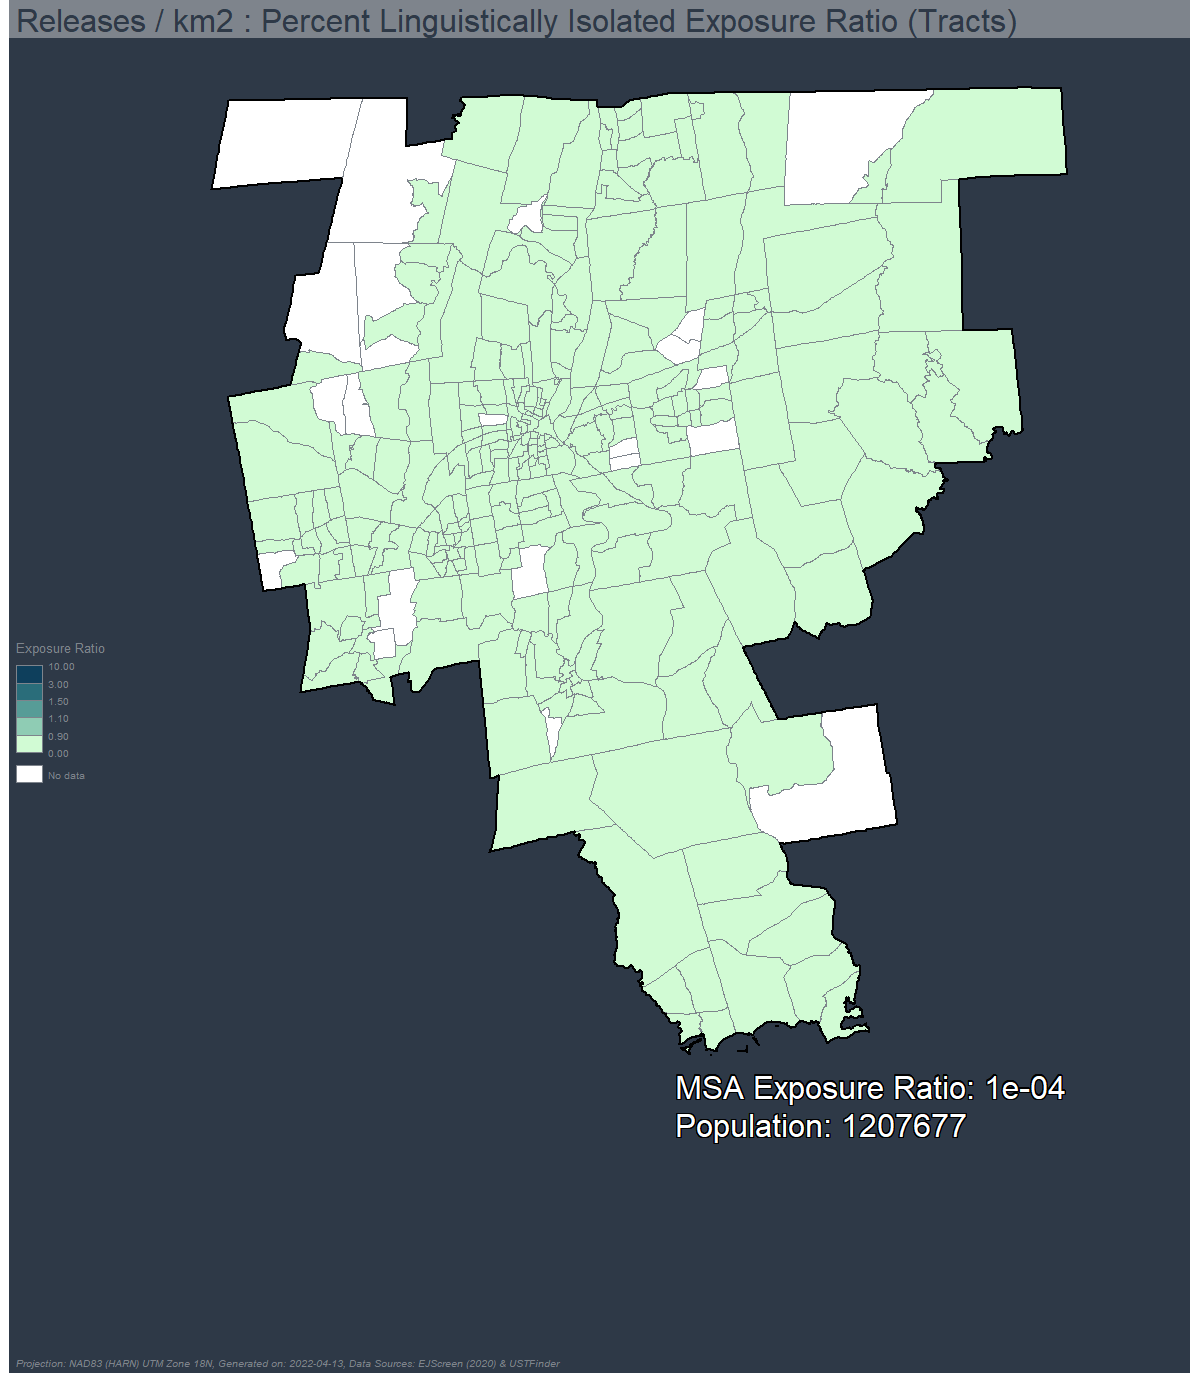 Releases / km2 : Percent Linguistically Isolated Exposure Ratio (Tracts)
Exposure Ratio
10.00
3.00
1.50
1.10
0.90
0.00
No data
MSA Exposure Ratio: 1e-04
Population: 1207677
Projection: NAD83 (HARN) UTM Zone 18N, Generated on: 2022-04-13, Data Sources: EJScreen (2020) & USTFinder